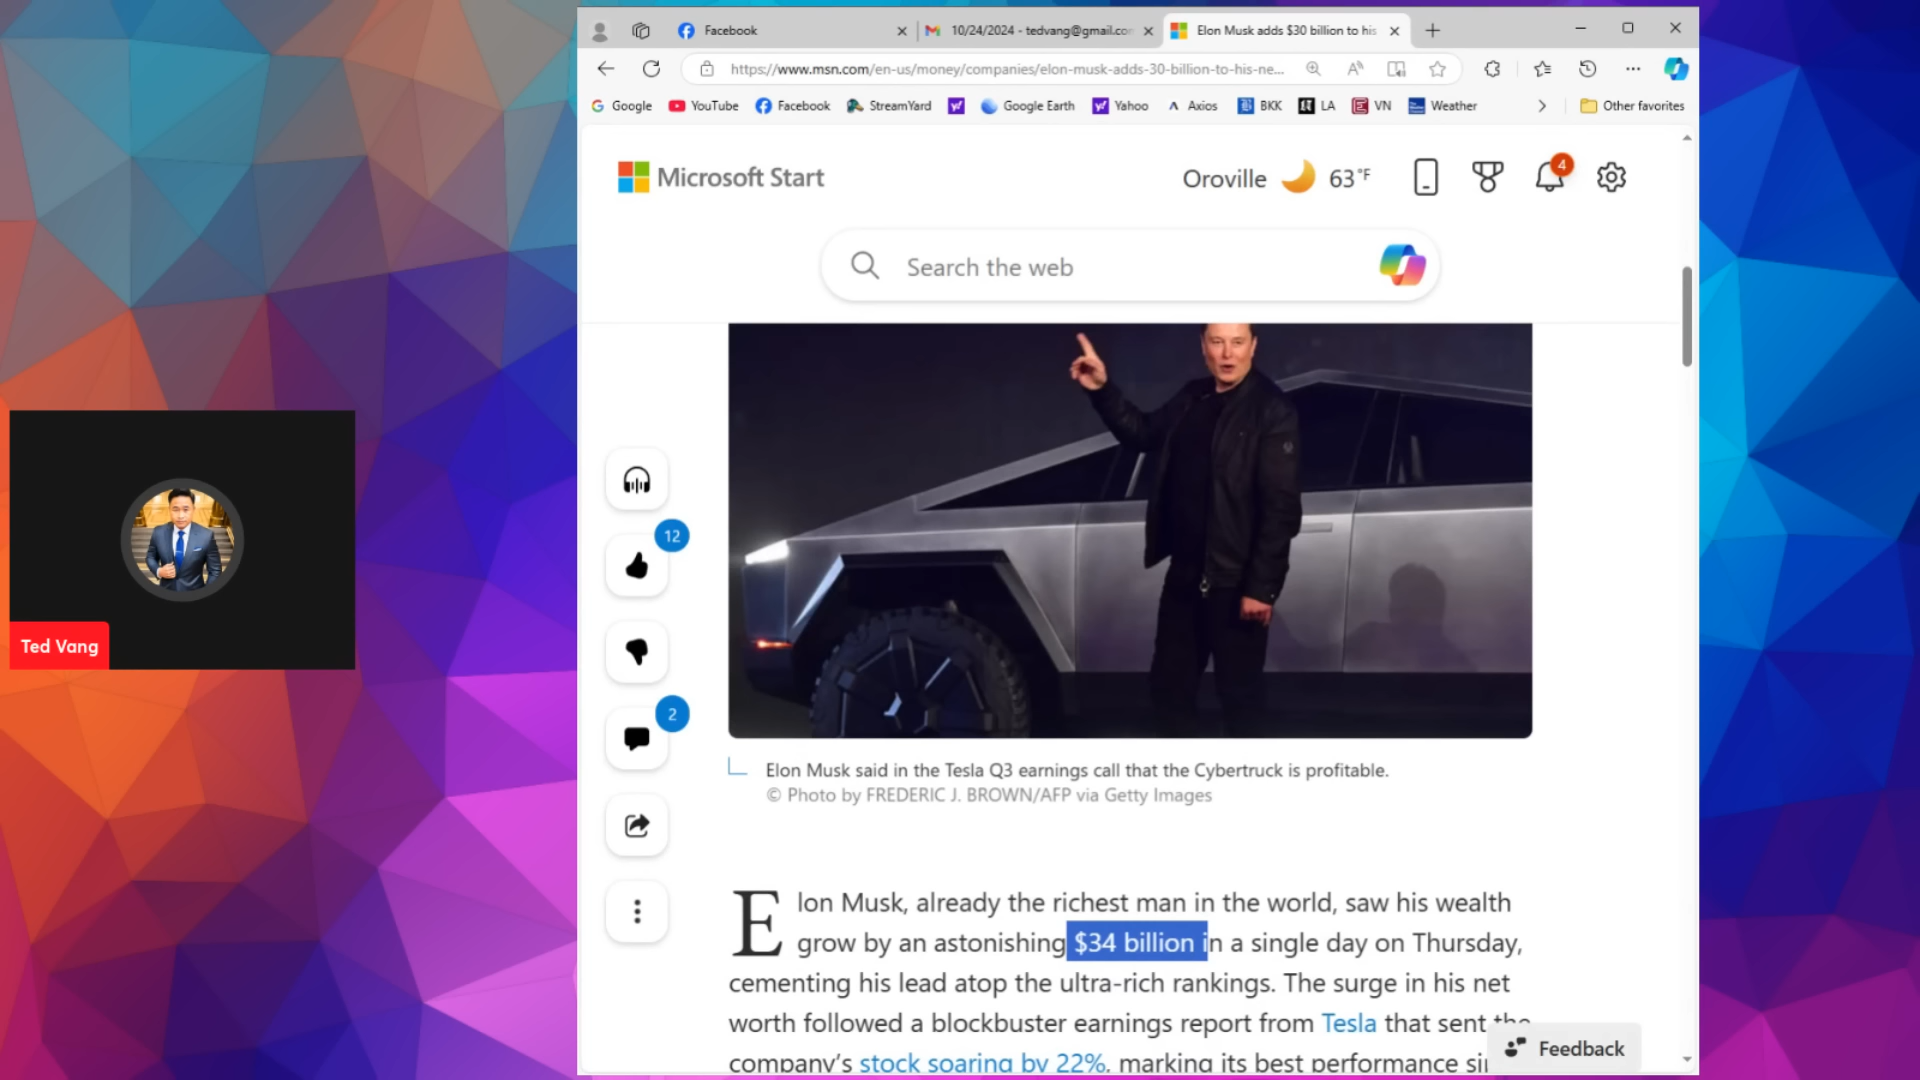 Facebook
10/24/2024 - tedvang@gmail.co
Elon Musk adds $30 billion to his
https://www.msn.com/en-us/money/companies/elon-musk-adds-30-billion-to-his-ne...
Google YouTube Facebook StreamYard Google Earth Yahoo Axios BKK LA VN Weather Other favorites
Microsoft Start
Oroville 63°F
4
Search the web
12
2
Ted Vang
Elon Musk said in the Tesla Q3 earnings call that the Cybertruck is profitable.
© Photo by FREDERIC J. BROWN/AFP via Getty Images
Elon Musk, already the richest man in the world, saw his wealth
grow by an astonishing $34 billion in a single day on Thursday,
cementing his lead atop the ultra-rich rankings. The surge in his net
worth followed a blockbuster earnings report from Tesla that sent the
company's stock soaring by 22%, marking its best performance si
Feedback